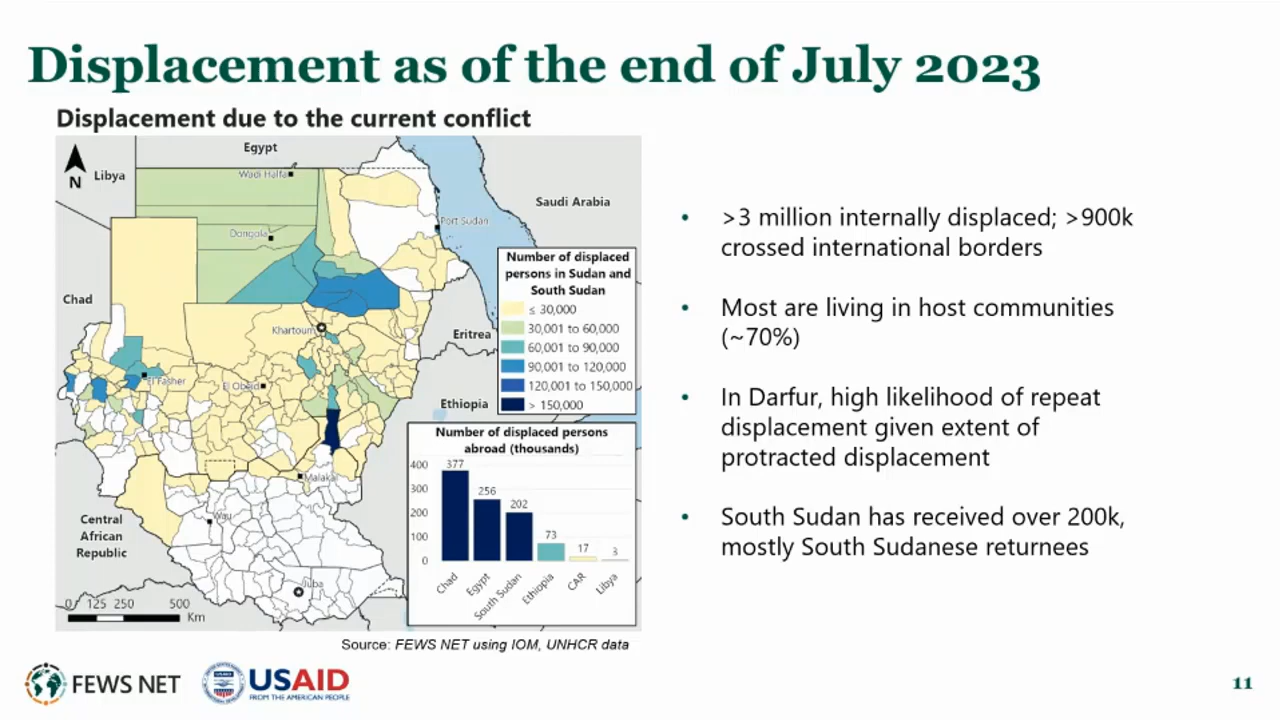 Displacement as of the end of July 2023
Displacement due to the current conflict
Egypt
Libya
N
Wadi Halfa
Saudi Arabia
Port Sudan
Dongola
Chad
Khartoum
Eritrea
El Fasher
El Obeid
Ethiopia
Malakal
Wau
Central
African
Republic
Juba
0 125 250 500
Km
Number of displaced
persons in Sudan and
South Sudan
≤ 30,000
30,001 to 60,000
60,001 to 90,000
90,001 to 120,000
120,001 to 150,000
> 150,000
Number of displaced persons
abroad (thousands)
400
300
200
100
0
377
256
202
73
17
3
Chad
Egypt
South Sudan
Ethiopia
CAR
Libya
Source: FEWS NET using IOM, UNHCR data
• >3 million internally displaced; >900k
crossed international borders
• Most are living in host communities
(~70%)
• In Darfur, high likelihood of repeat
displacement given extent of
protracted displacement
• South Sudan has received over 200k,
mostly South Sudanese returnees
FEWS NET
USAID
FROM THE AMERICAN PEOPLE
11